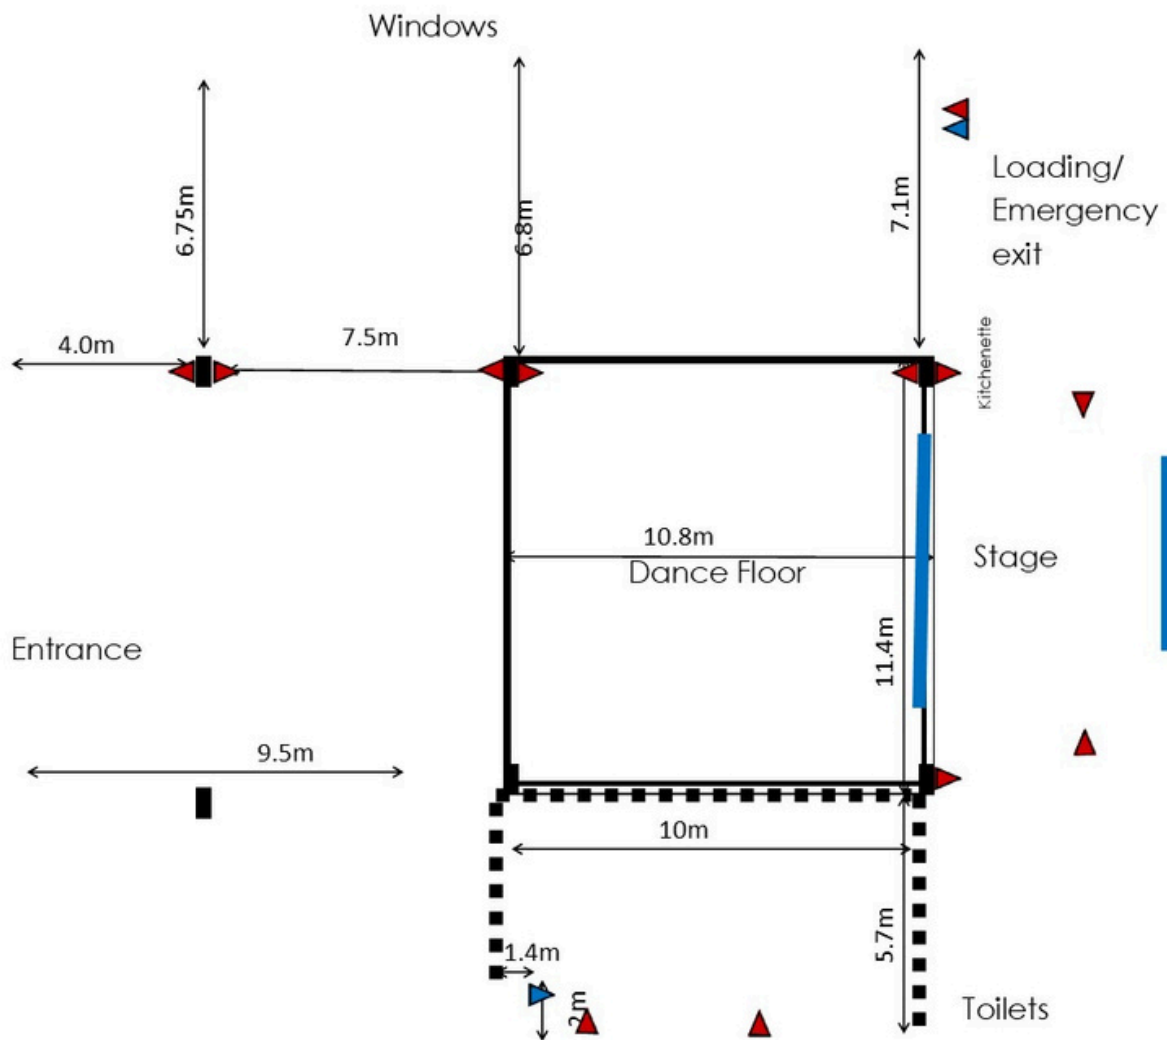 Windows
6.75m
6.8m
7.1m
Loading/
Emergency
exit
4.0m
7.5m
Kitchenette
10.8m
Dance Floor
Stage
11.4m
Entrance
9.5m
10m
5.7m
1.4m
2m
Toilets